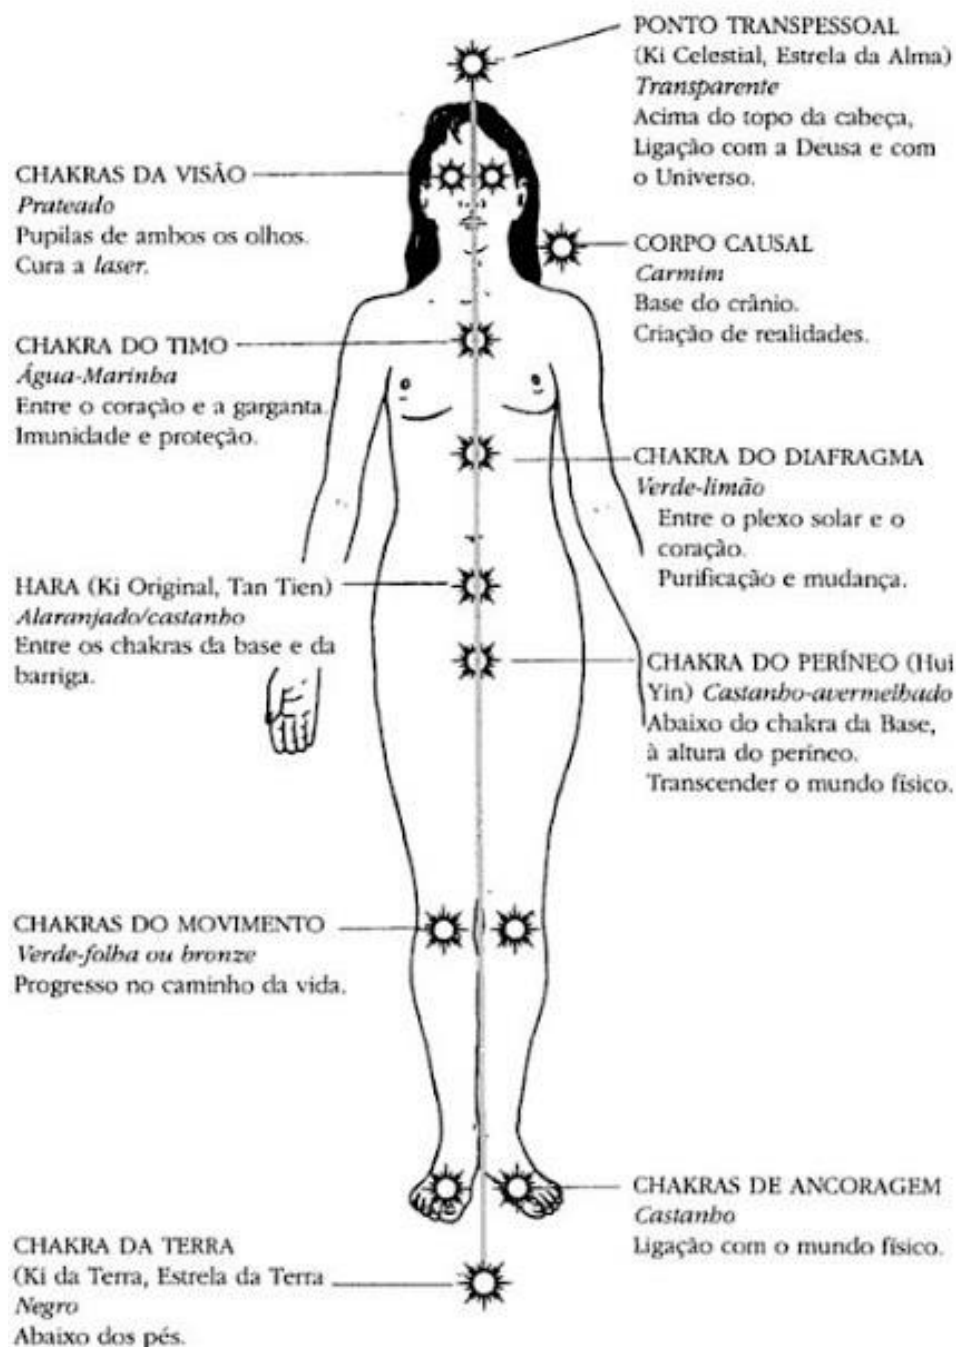 PONTO TRANSPESSOAL
(Ki Celestial, Estrela da Alma)
Transparente
Acima do topo da cabeça,
Ligação com a Deusa e com
o Universo.
CHAKRAS DA VISÃO
Prateado
Pupilas de ambos os olhos.
Cura a laser.
CORPO CAUSAL
Carmim
Base do crânio.
Criação de realidades.
CHAKRA DO TIMO
Água-Marinha
Entre o coração e a garganta.
Imunidade e proteção.
CHAKRA DO DIAFRAGMA
Verde-limão
Entre o plexo solar e o
coração.
Purificação e mudança.
HARA (Ki Original, Tan Tien)
Alaranjado/castanho
Entre os chakras da base e da
barriga.
CHAKRA DO PERÍNEO (Hui
Yin) Castanho-avermelhado
Abaixo do chakra da Base,
à altura do períneo.
Transcender o mundo físico.
CHAKRAS DO MOVIMENTO
Verde-folha ou bronze
Progresso no caminho da vida.
CHAKRAS DE ANCORAGEM
Castanho
Ligação com o mundo físico.
CHAKRA DA TERRA
(Ki da Terra, Estrela da Terra
Negro
Abaixo dos pés.